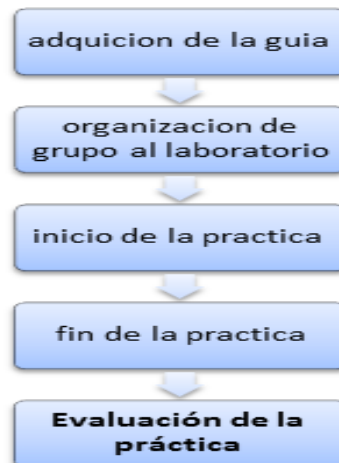 adquicion de la guia
organizacion de
grupo al laboratorio
inicio de la practica
fin de la practica
Evaluación de la
práctica